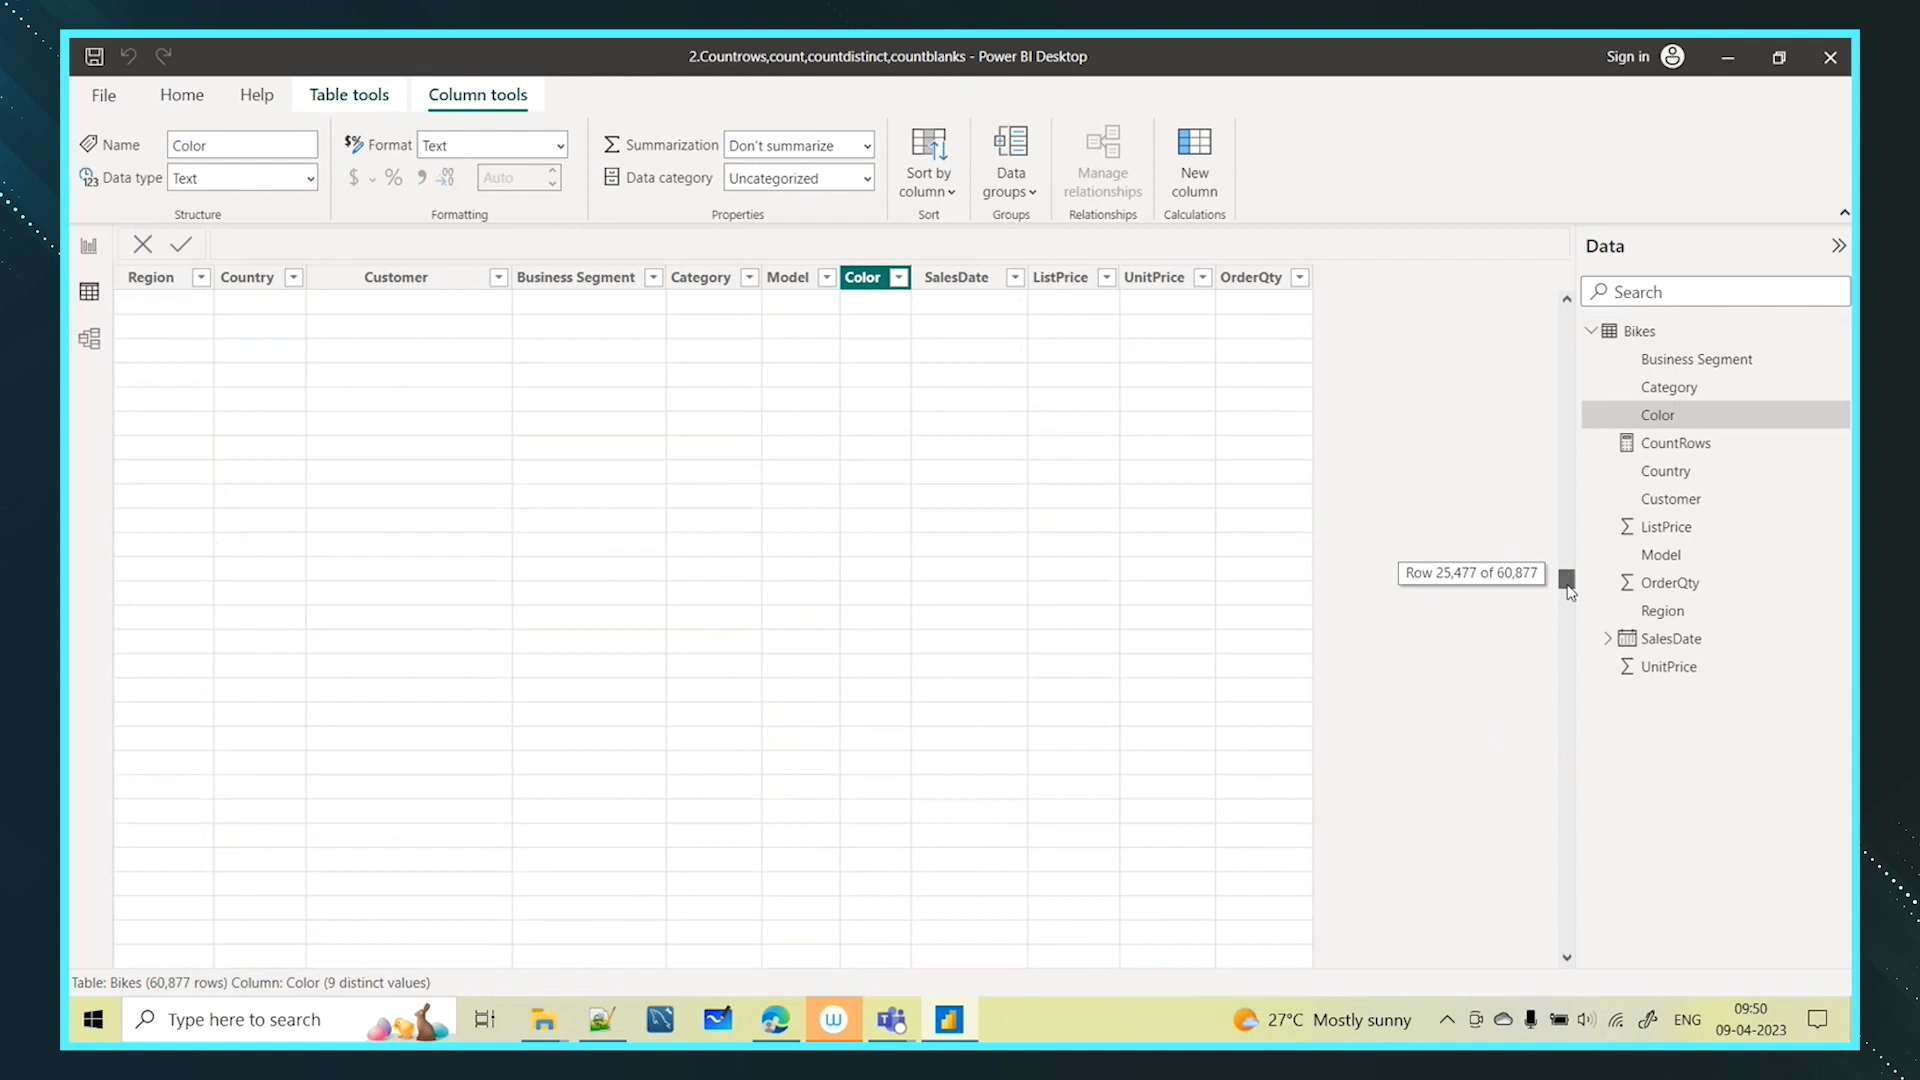 2.Countrows,count,countdistinct,countblanks - Power BI Desktop
Sign in
File Home Help Table tools Column tools
Name Color
Data type Text
Structure
Format Text
$ % Auto
Formatting
Summarization Don't summarize
Data category Uncategorized
Properties
Sort by column
Sort
Data groups
Groups
Manage relationships
Relationships
New column
Calculations
Region Country Customer Business Segment Category Model Color SalesDate ListPrice UnitPrice OrderQty
Row 25,477 of 60,877
Data
Search
Bikes
Business Segment
Category
Color
CountRows
Country
Customer
ListPrice
Model
OrderQty
Region
SalesDate
UnitPrice
Table: Bikes (60,877 rows) Column: Color (9 distinct values)
Type here to search
27°C Mostly sunny
ENG
09:50
09-04-2023